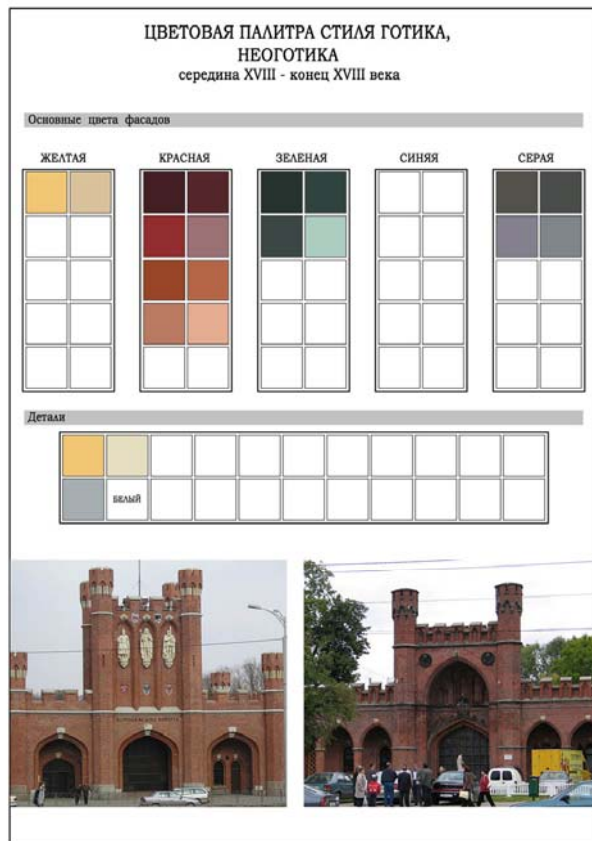 ЦВЕТОВАЯ ПАЛИТРА СТИЛЯ ГОТИКА,
НЕОГОТИКА
середина XVIII - конец XVIII века
Основные цвета фасадов
ЖЕЛТАЯ КРАСНАЯ ЗЕЛЕНАЯ СИНЯЯ СЕРАЯ
Детали
БЕЛЫЙ